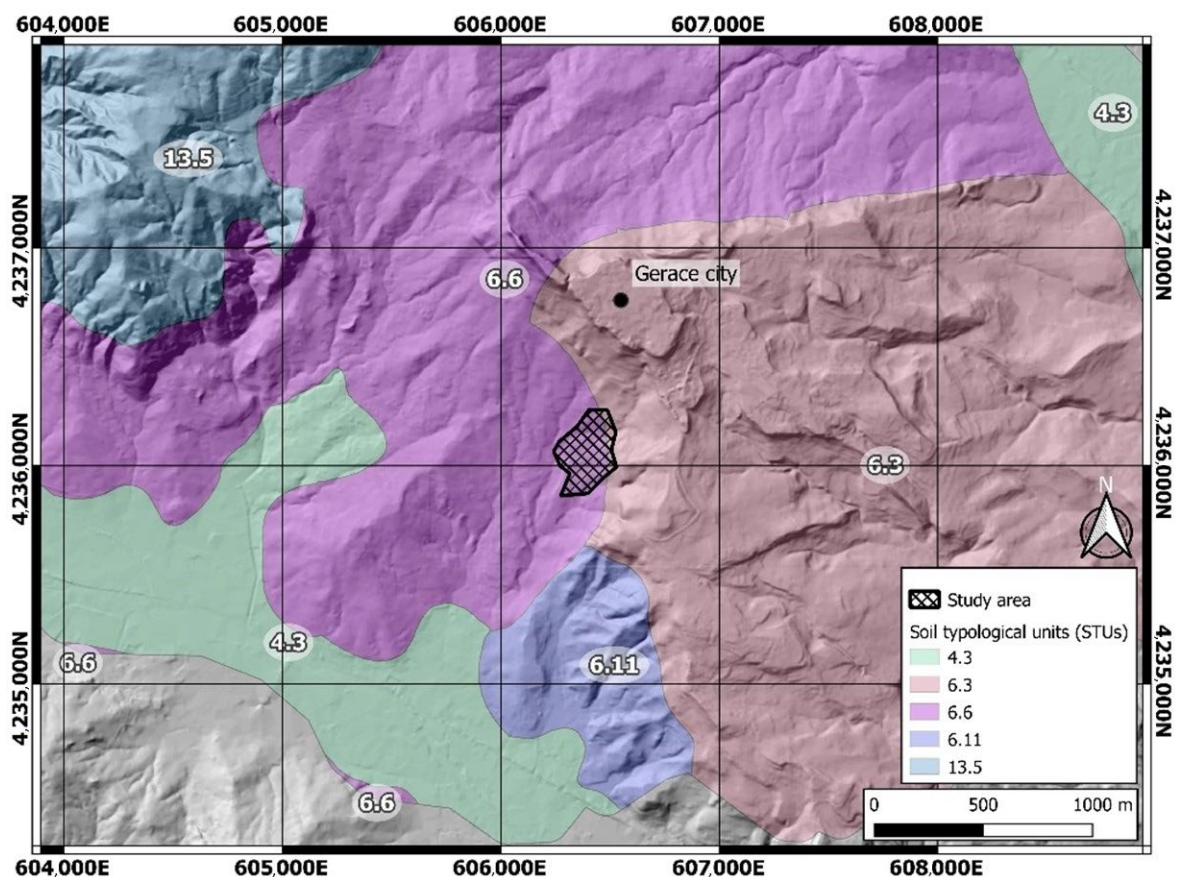 604,000E 605,000E 606,000E 607,000E 608,000E
4.3
13.5
4,237,000N
4,237,000N
6.6
Gerace city
4,236,000N
4,236,000N
6.3
N
Study area
Soil typological units (STUs)
4.3
6.3
6.6
6.11
13.5
4.3
6.6
6.11
4,235,000N
4,235,000N
6.6
0 500 1000 m
604,000E 605,000E 606,000E 607,000E 608,000E